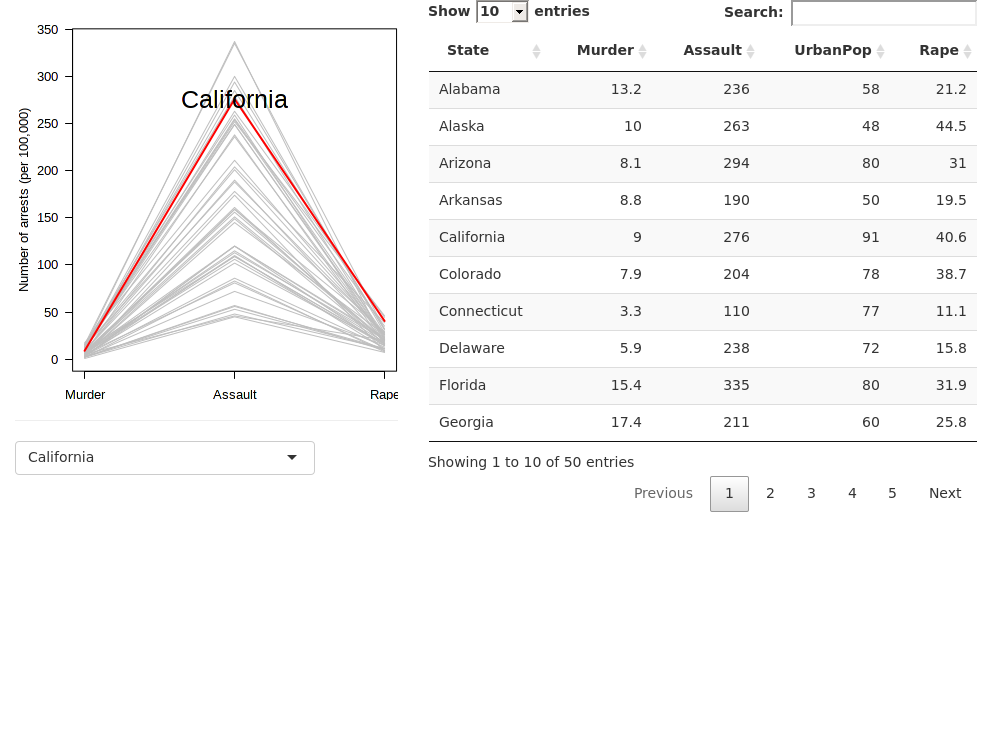 350
300
250
200
150
100
50
0
Number of arrests (per 100,000)
California
Murder Assault Rape
California
Show 10 entries
Search:
State Murder Assault UrbanPop Rape
Alabama 13.2 236 58 21.2
Alaska 10 263 48 44.5
Arizona 8.1 294 80 31
Arkansas 8.8 190 50 19.5
California 9 276 91 40.6
Colorado 7.9 204 78 38.7
Connecticut 3.3 110 77 11.1
Delaware 5.9 238 72 15.8
Florida 15.4 335 80 31.9
Georgia 17.4 211 60 25.8
Showing 1 to 10 of 50 entries
Previous 1 2 3 4 5 Next